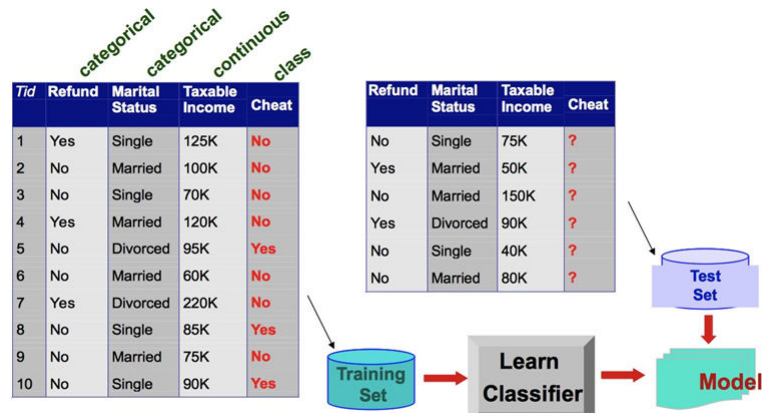 categorical categorical continuous class
Tid Refund Marital Status Taxable Income Cheat
1 Yes Single 125K No
2 No Married 100K No
3 No Single 70K No
4 Yes Married 120K No
5 No Divorced 95K Yes
6 No Married 60K No
7 Yes Divorced 220K No
8 No Single 85K Yes
9 No Married 75K No
10 No Single 90K Yes
Refund Marital Status Taxable Income Cheat
No Single 75K ?
Yes Married 50K ?
No Married 150K ?
Yes Divorced 90K ?
No Single 40K ?
No Married 80K ?
Test
Set
Training
Set
Learn
Classifier
Model